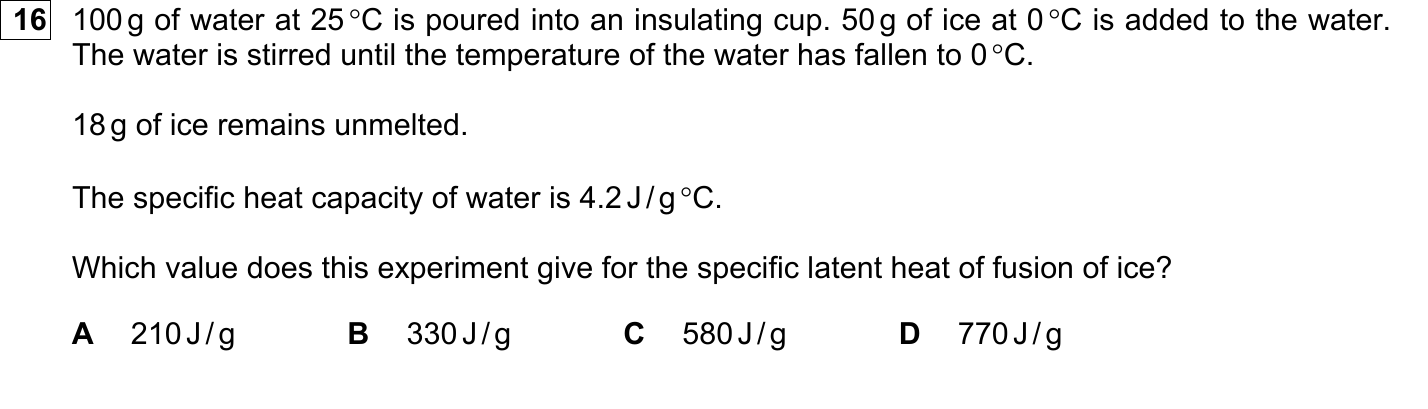 16 100 g of water at 25 °C is poured into an insulating cup. 50 g of ice at 0 °C is added to the water.
The water is stirred until the temperature of the water has fallen to 0 °C.
18 g of ice remains unmelted.
The specific heat capacity of water is 4.2 J / g °C.
Which value does this experiment give for the specific latent heat of fusion of ice?
A 210 J / g B 330 J / g C 580 J / g D 770 J / g